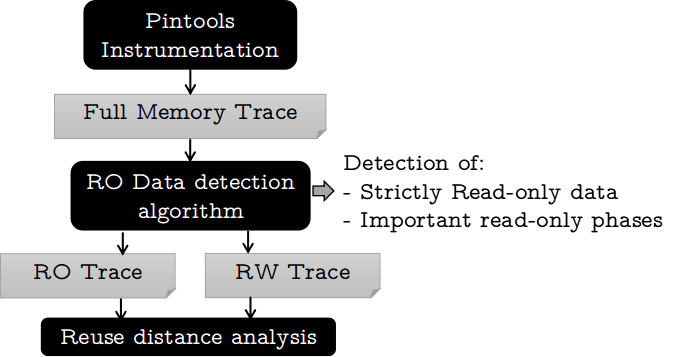 Pintools
Instrumentation
Full Memory Trace
RO Data detection
algorithm
Detection of:
- Strictly Read-only data
- Important read-only phases
RO Trace
RW Trace
Reuse distance analysis